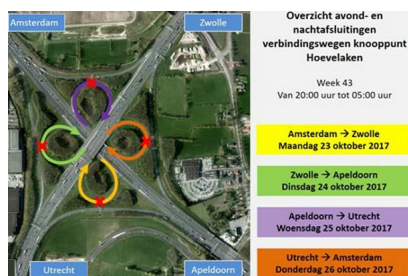 Amsterdam
Zwolle
Utrecht
Apeldoorn
Overzicht avond- en
nachtafsluitingen
verbindingswegen knooppunt
Hoevelaken
Week 43
Van 20:00 uur tot 05:00 uur
Amsterdam → Zwolle
Maandag 23 oktober 2017
Zwolle → Apeldoorn
Dinsdag 24 oktober 2017
Apeldoorn → Utrecht
Woensdag 25 oktober 2017
Utrecht → Amsterdam
Donderdag 26 oktober 2017